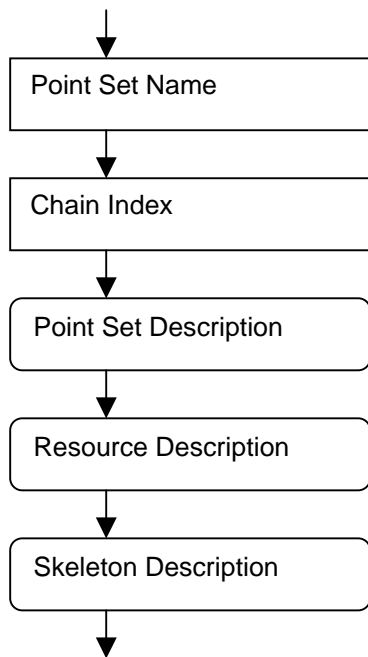 Point Set Name
Chain Index
Point Set Description
Resource Description
Skeleton Description